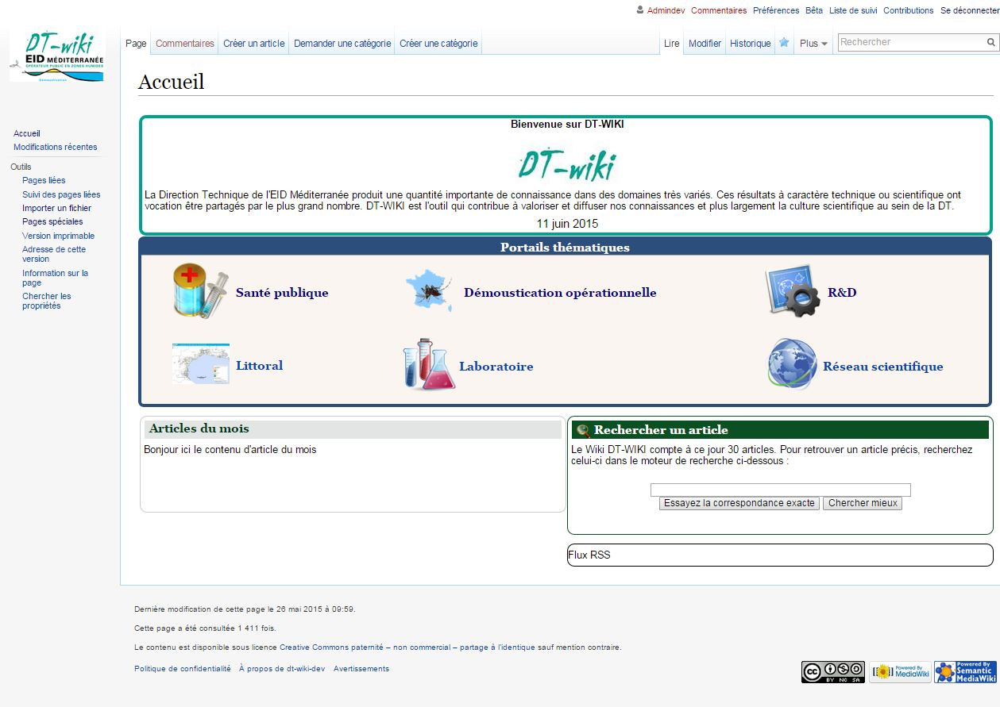 Admindev Commentaires Préférences Bêta Liste de suivi Contributions Se déconnecter
DT-wiki
EID MÉDITERRANÉE
OPÉRATEUR PUBLIC EN ZONES HUMIDES
Démoustication
Page Commentaires Créer un article Demander une catégorie Créer une catégorie Lire Modifier Historique Plus Rechercher
Accueil
Accueil
Modifications récentes
Outils
Pages liées
Suivi des pages liées
Importer un fichier
Pages spéciales
Version imprimable
Adresse de cette
version
Information sur la
page
Chercher les
propriétés
Bienvenue sur DT-WIKI
DT-wiki
La Direction Technique de l'EID Méditerranée produit une quantité importante de connaissance dans des domaines très variés. Ces résultats à caractère technique ou scientifique ont
vocation être partagés par le plus grand nombre. DT-WIKI est l'outil qui contribue à valoriser et diffuser nos connaissances et plus largement la culture scientifique au sein de la DT.
11 juin 2015
Portails thématiques
Santé publique Démoustication opérationnelle R&D
Littoral Laboratoire Réseau scientifique
Articles du mois
Bonjour ici le contenu d'article du mois
Rechercher un article
Le Wiki DT-WIKI compte à ce jour 30 articles. Pour retrouver un article précis, recherchez
celui-ci dans le moteur de recherche ci-dessous :
Essayez la correspondance exacte Chercher mieux
Flux RSS
Dernière modification de cette page le 26 mai 2015 à 09:59.
Cette page a été consultée 1 411 fois.
Le contenu est disponible sous licence Creative Commons paternité – non commercial – partage à l'identique sauf mention contraire.
Politique de confidentialité À propos de dt-wiki-dev Avertissements
cc BY NC SA
Powered By
MediaWiki
POWERED BY
Semantic
MediaWiki